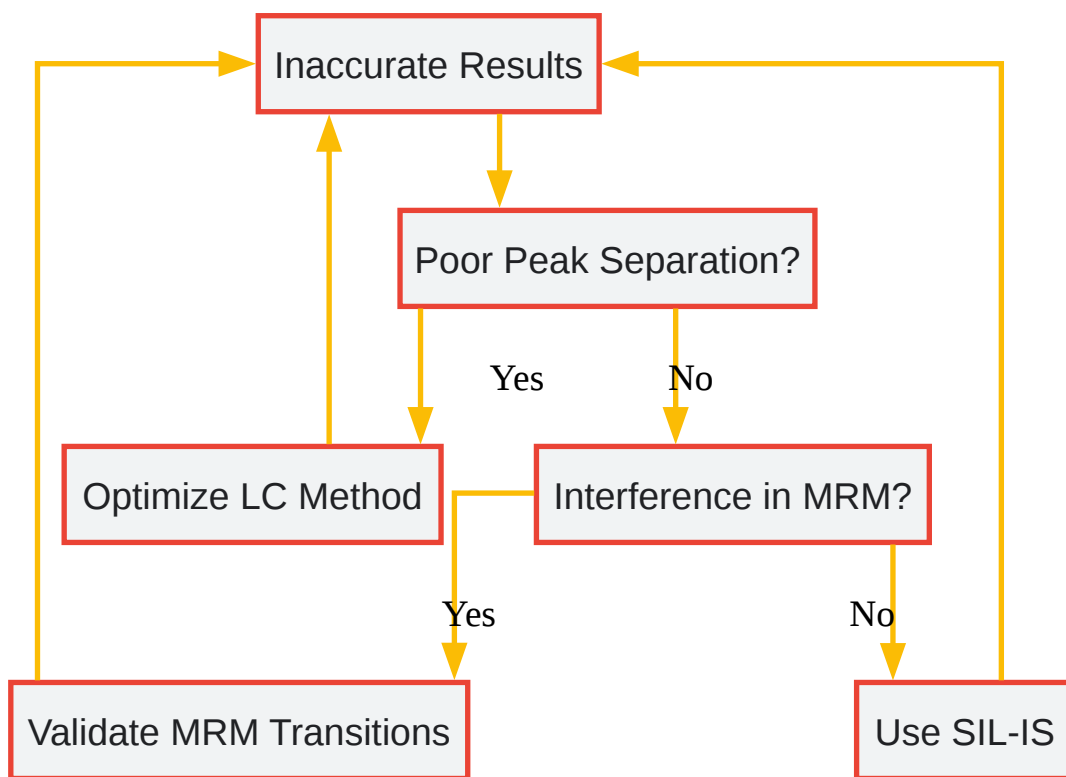 Inaccurate Results
Poor Peak Separation?
Yes
No
Optimize LC Method
Interference in MRM?
Yes
No
Validate MRM Transitions
Use SIL-IS